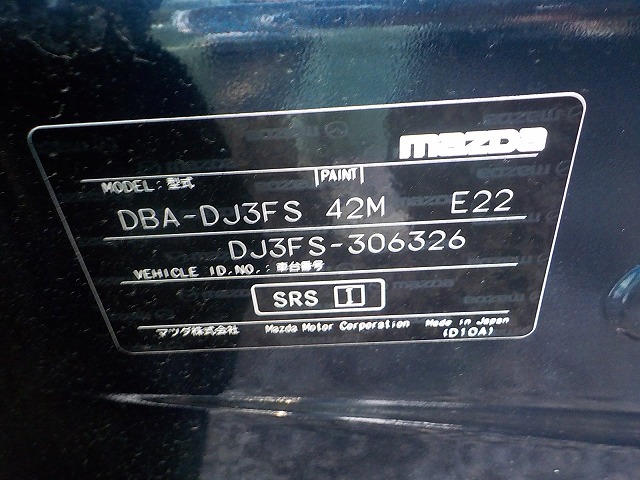 mazda
MODEL: 型式 PAINT
DBA-DJ3FS 42M E22
DJ3FS-306326
VEHICLE ID.NO.: 車台番号
SRS I
マツダ株式会社 Mazda Motor Corporation Made in Japan
(D10A)